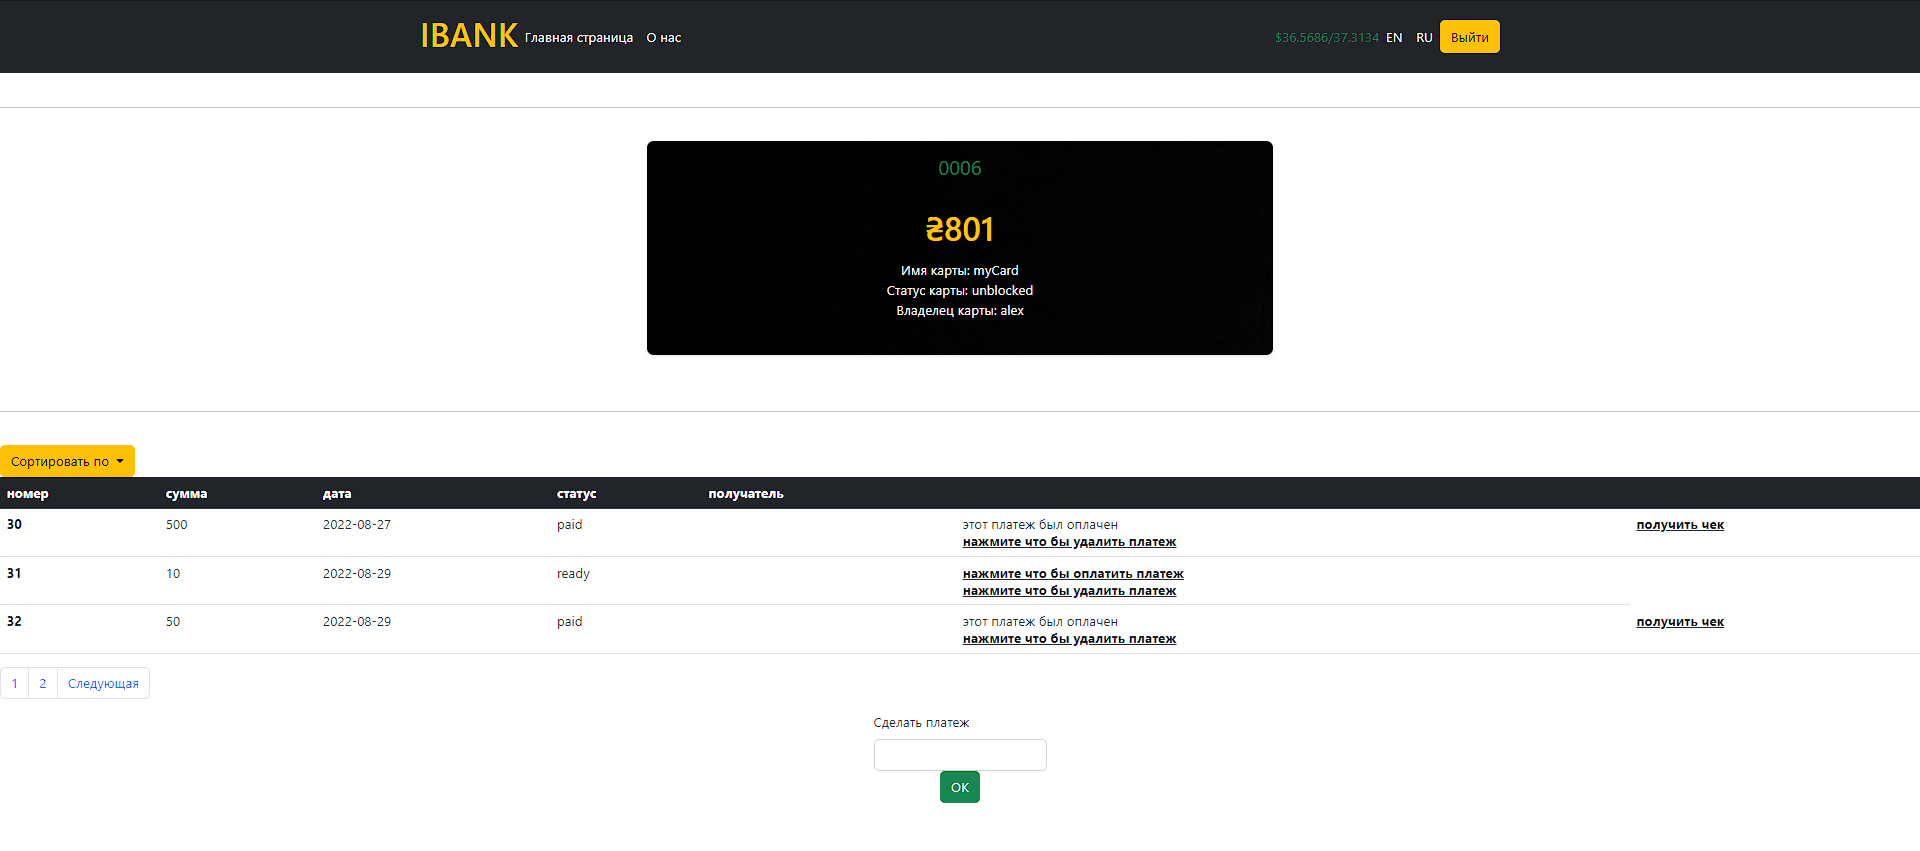 IBANK Главная страница О нас $36.5686/37.3134 EN RU Выйти
0006
₴801
Имя карты: myCard
Статус карты: unblocked
Владелец карты: alex
Сортировать по
номер сумма дата статус получатель
30 500 2022-08-27 paid этот платеж был оплачен получить чек
нажмите что бы удалить платеж
31 10 2022-08-29 ready нажмите что бы оплатить платеж
нажмите что бы удалить платеж
32 50 2022-08-29 paid этот платеж был оплачен получить чек
нажмите что бы удалить платеж
1 2 Следующая
Сделать платеж
OK